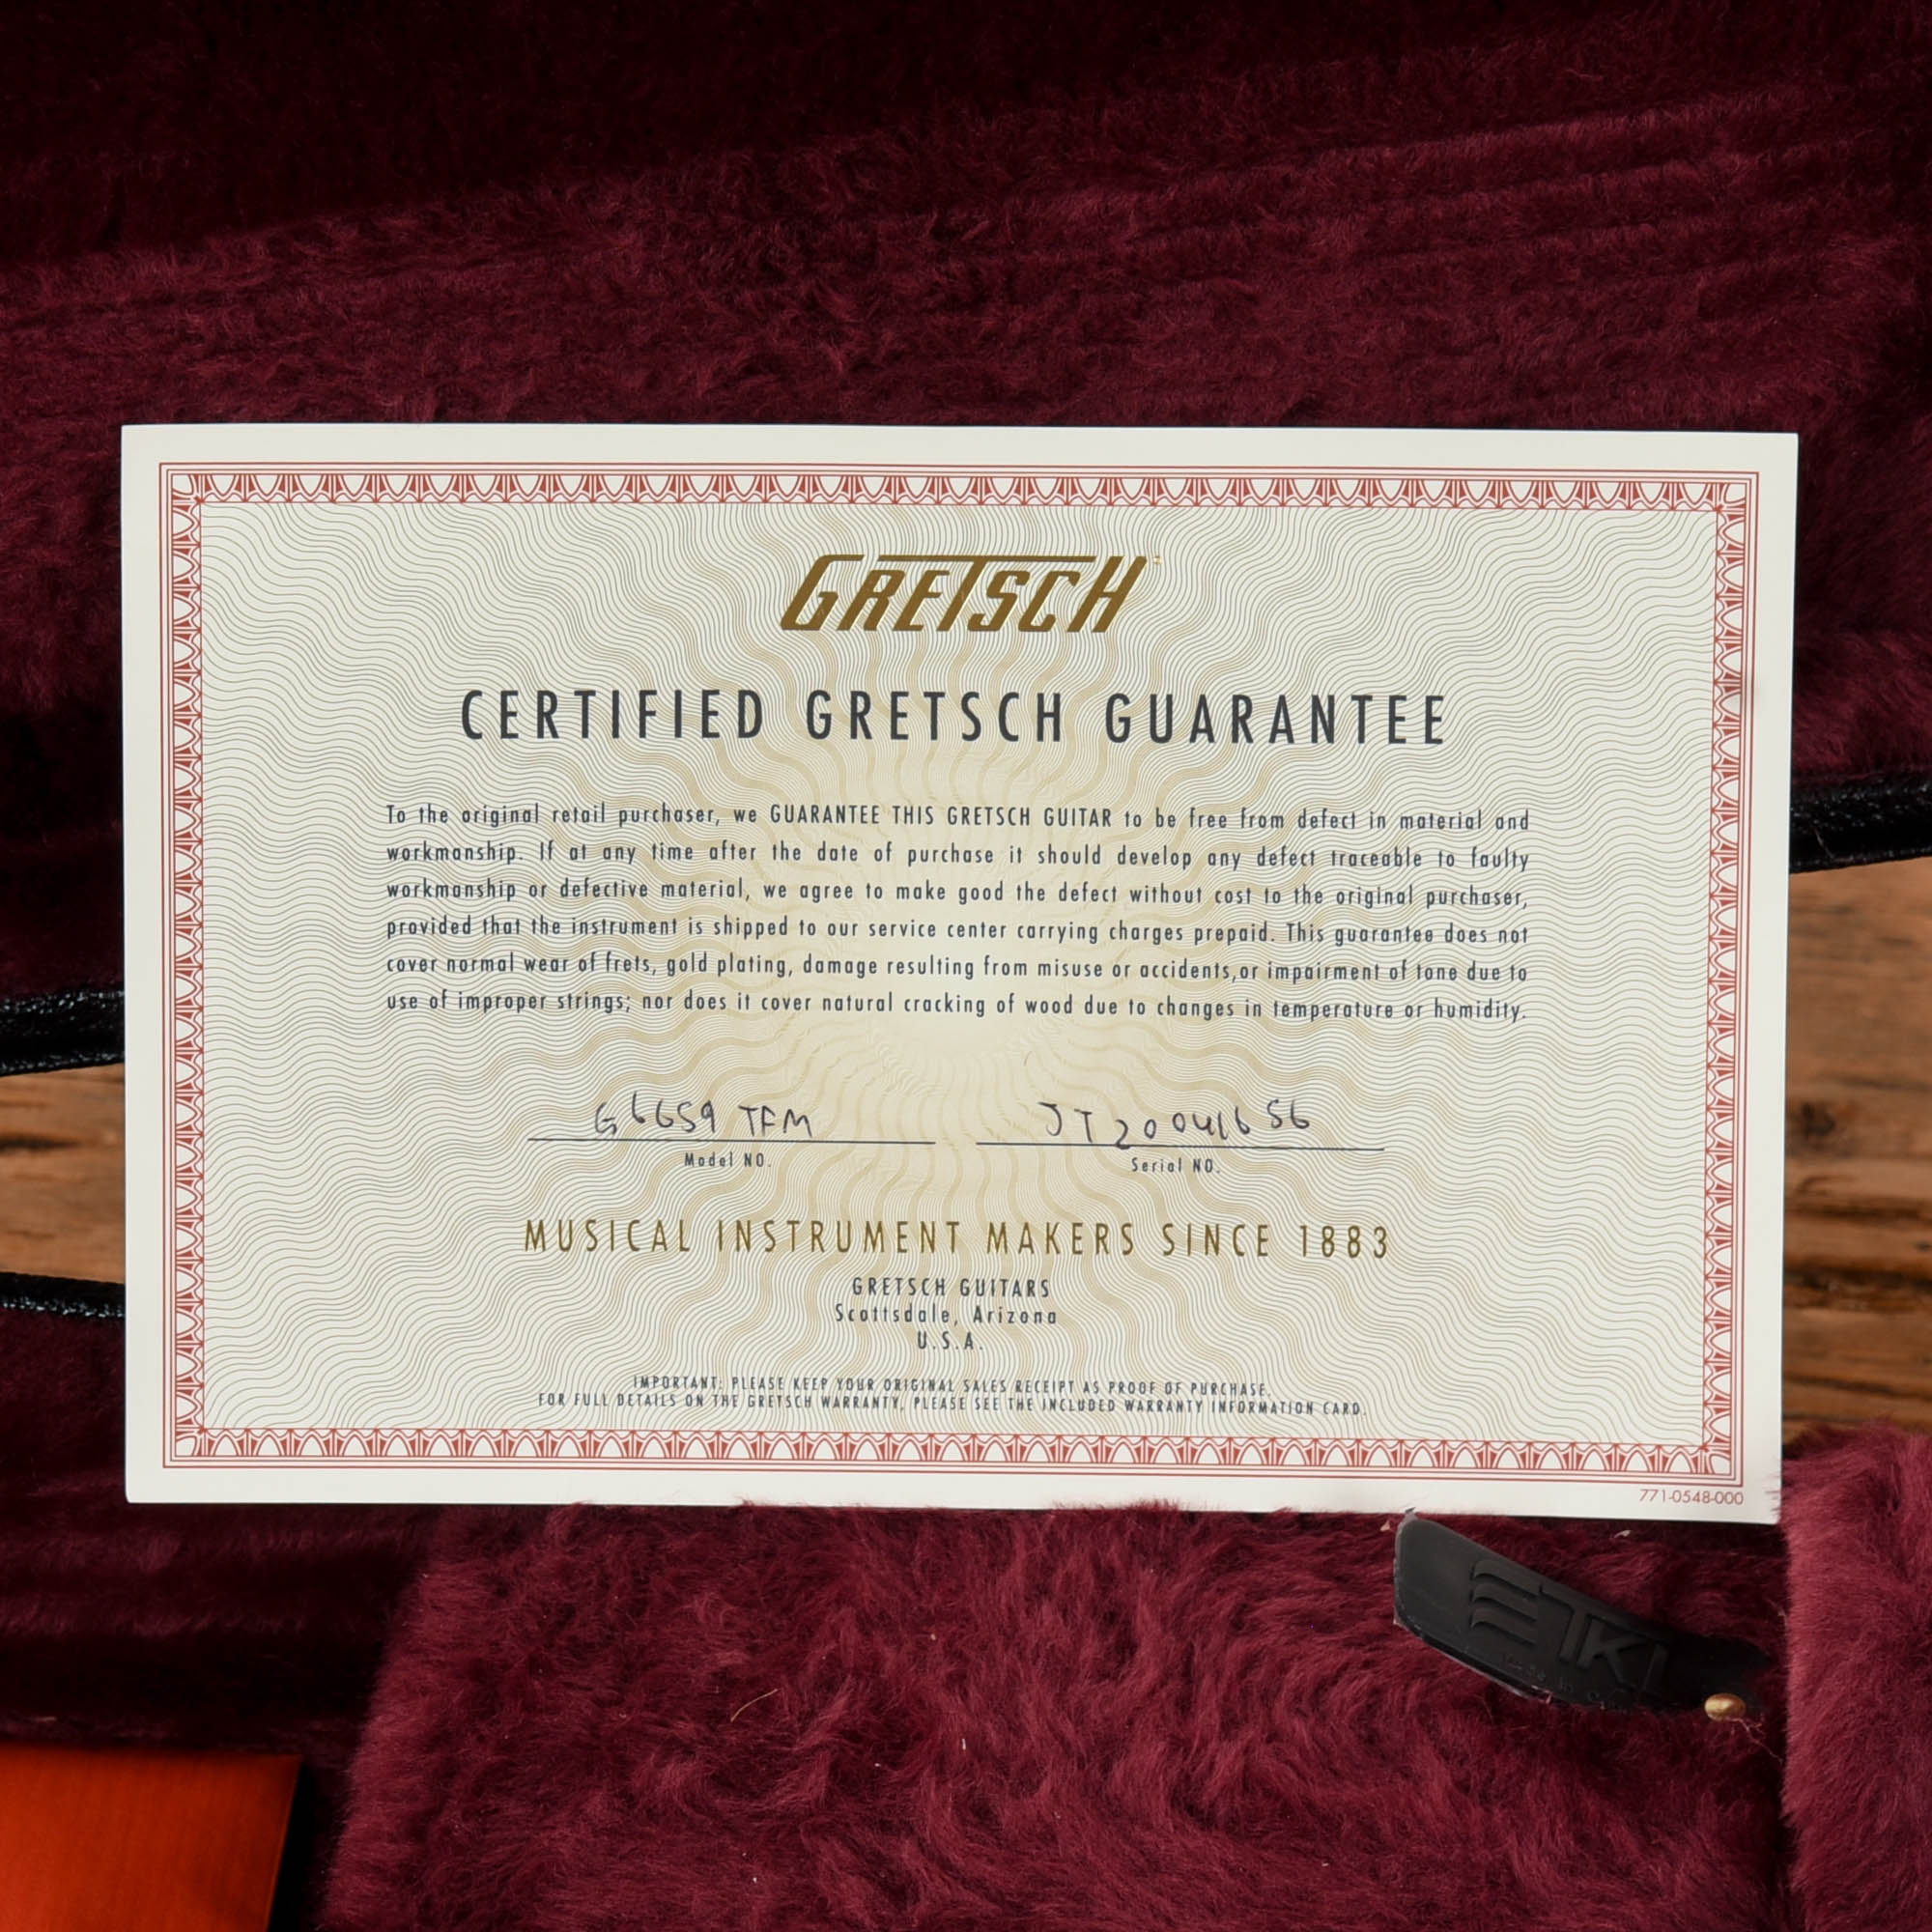 GRETSCH
CERTIFIED GRETSCH GUARANTEE
To the original retail purchaser, we GUARANTEE THIS GRETSCH GUITAR to be free from defect in material and
workmanship. If at any time after the date of purchase it should develop any defect traceable to faulty
workmanship or defective material, we agree to make good the defect without cost to the original purchaser,
provided that the instrument is shipped to our service center carrying charges prepaid. This guarantee does not
cover normal wear of frets, gold plating, damage resulting from misuse or accidents,or impairment of tone due to
use of improper strings; nor does it cover natural cracking of wood due to changes in temperature or humidity.
G6659 TFM JT20041656
Model NO. Serial NO.
MUSICAL INSTRUMENT MAKERS SINCE 1883
GRETSCH GUITARS
Scottsdale, Arizona
U.S.A.
IMPORTANT: PLEASE KEEP YOUR ORIGINAL SALES RECEIPT AS PROOF OF PURCHASE.
FOR FULL DETAILS ON THE GRETSCH WARRANTY, PLEASE SEE THE INCLUDED WARRANTY INFORMATION CARD.
771-0548-000
TKL